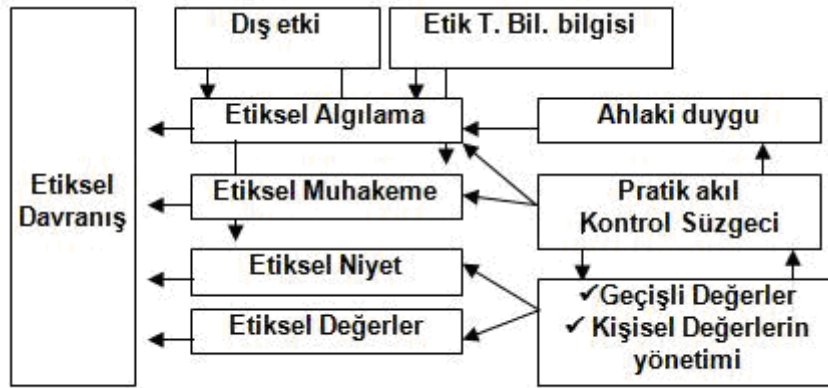 Dış etki
Etik T. Bil. bilgisi
Etiksel Algılama
Ahlaki duygu
Etiksel
Davranış
Etiksel Muhakeme
Pratik akıl
Kontrol Süzgeci
Etiksel Niyet
Etiksel Değerler
✓Geçişli Değerler
✓ Kişisel Değerlerin
yönetimi